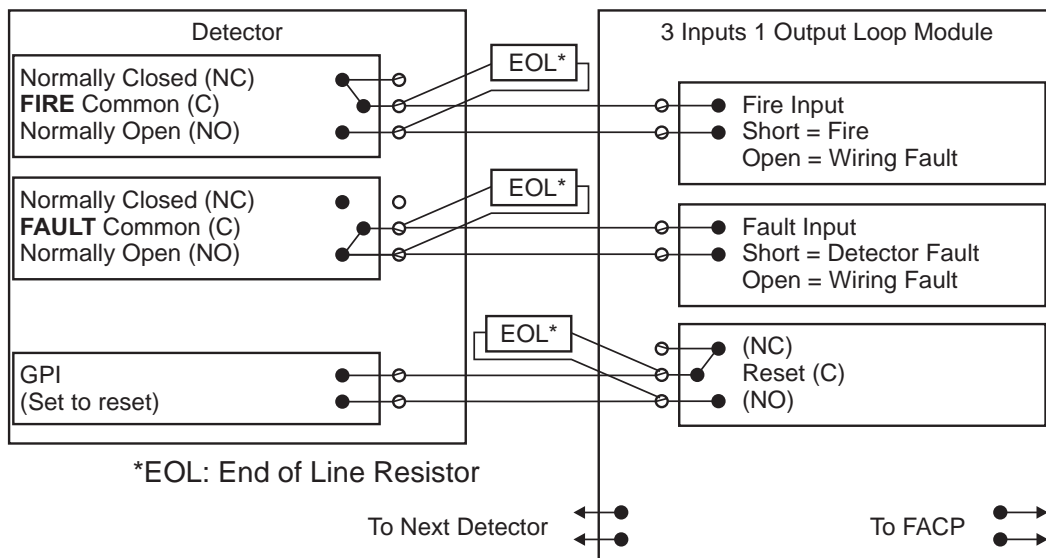 Detector
Normally Closed (NC)
FIRE Common (C)
Normally Open (NO)
EOL*
Normally Closed (NC)
FAULT Common (C)
Normally Open (NO)
EOL*
GPI
(Set to reset)
EOL*
3 Inputs 1 Output Loop Module
Fire Input
Short = Fire
Open = Wiring Fault
Fault Input
Short = Detector Fault
Open = Wiring Fault
(NC)
Reset (C)
(NO)
*EOL: End of Line Resistor
To Next Detector
To FACP